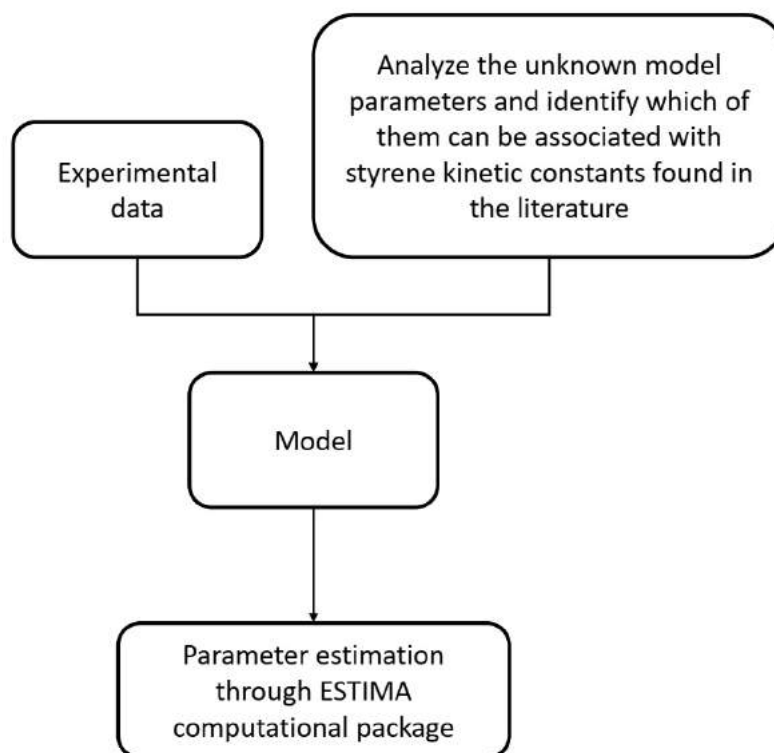 Experimental
data
Analyze the unknown model
parameters and identify which of
them can be associated with
styrene kinetic constants found in
the literature
Model
Parameter estimation
through ESTIMA
computational package